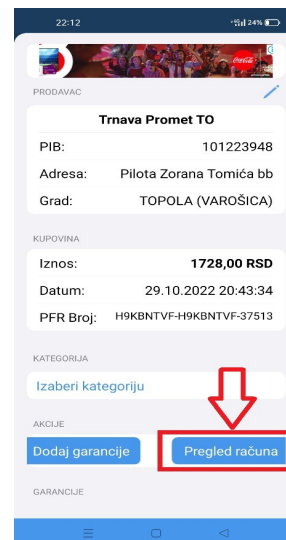 22:12
24%
Coca-Cola
PRODAVAC
Trnava Promet TO
PIB: 101223948
Adresa: Pilota Zorana Tomića bb
Grad: TOPOLA (VAROŠICA)
KUPOVINA
Iznos: 1728,00 RSD
Datum: 29.10.2022 20:43:34
PFR Broj: H9KBNTVF-H9KBNTVF-37513
KATEGORIJA
Izaberi kategoriju
AKCIJE
Dodaj garancije Pregled računa
GARANCIJE